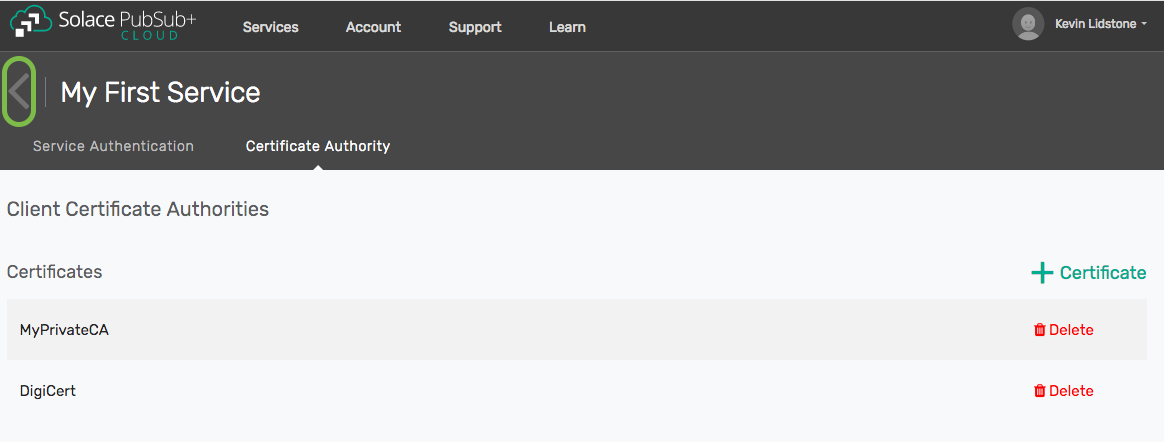 Solace PubSub+
CLOUD
Services Account Support Learn
Kevin Lidstone
My First Service
Service Authentication Certificate Authority
Client Certificate Authorities
Certificates
+ Certificate
MyPrivateCA Delete
DigiCert Delete